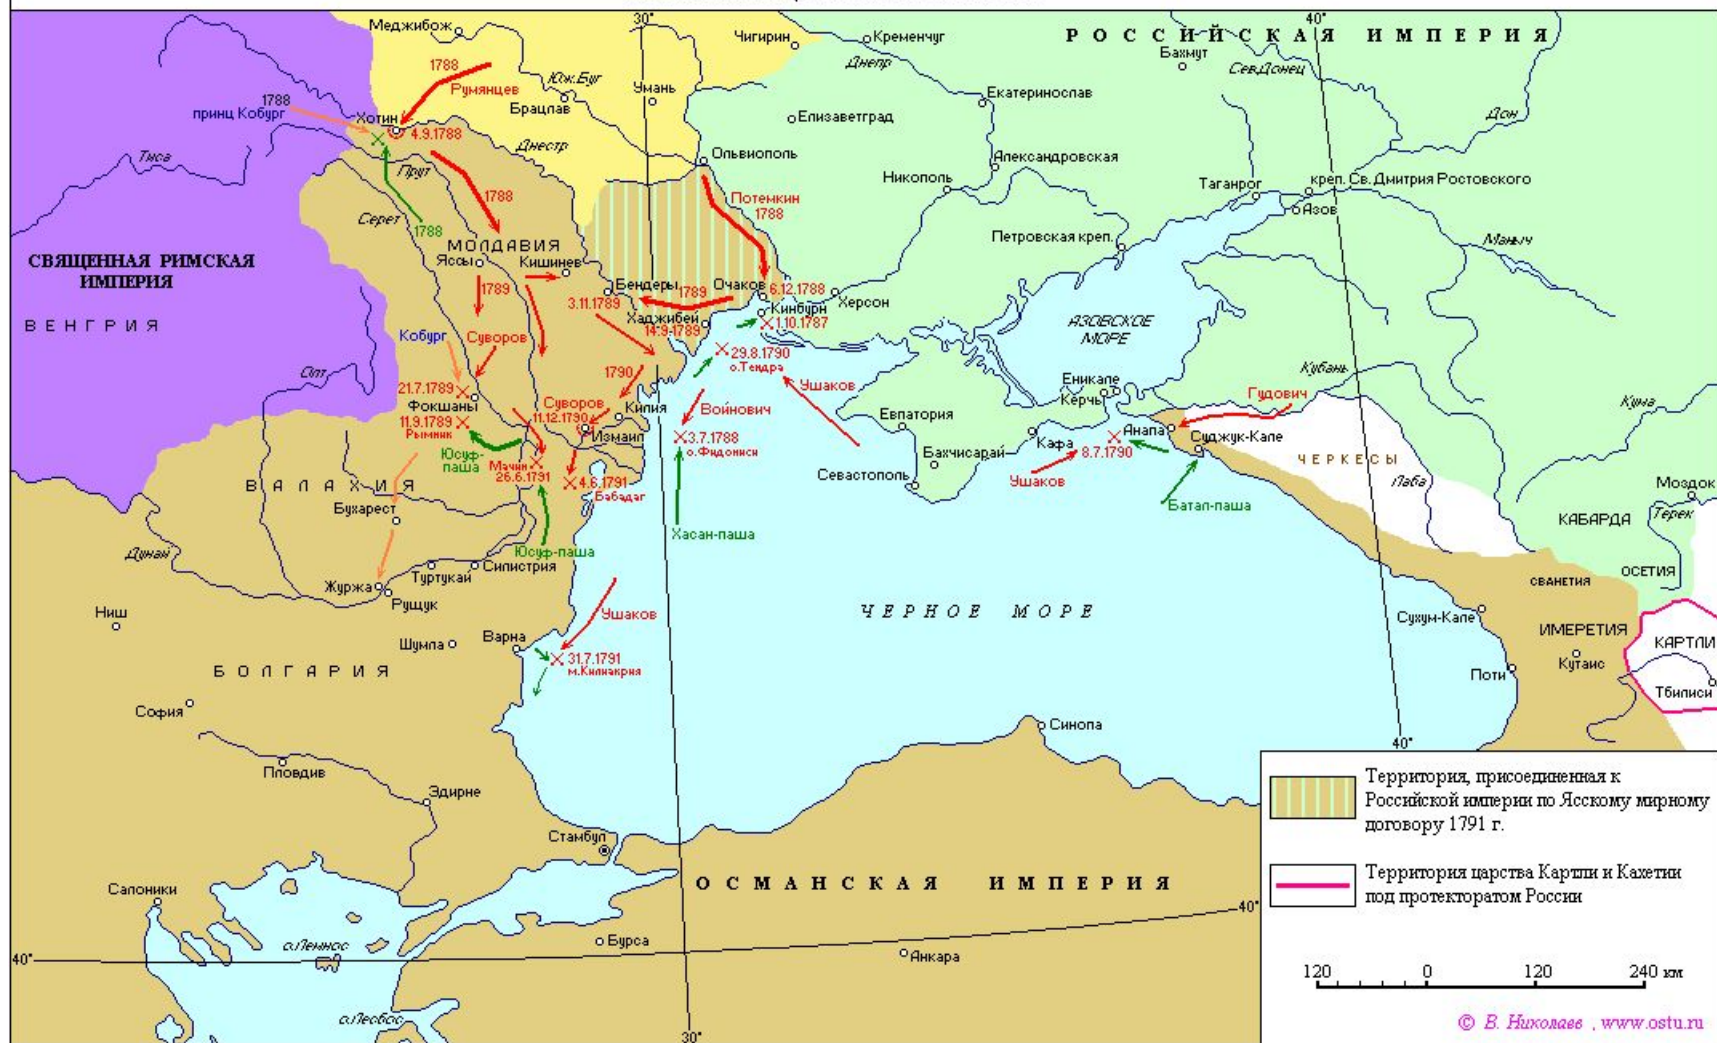 30°
40°
РОССИЙСКАЯ ИМПЕРИЯ
Меджибож
Чигирин
Кременчуг
Бахмут
Днепр
Сев.Донец
1788
Румянцев
Юж.Буг
Брацлав
Умань
Екатеринослав
Елизаветград
Дон
1788
принц Кобург
Хотин
4.9.1788
Днестр
Тиса
Прут
Ольвиополь
Александровская
Никополь
Таганрог
креп. Св. Дмитрия Ростовского
Азов
1788
Серет
1788
Потемкин
1788
Петровская креп.
Маныч
МОЛДАВИЯ
Яссы
Кишинев
СВЯЩЕННАЯ РИМСКАЯ
ИМПЕРИЯ
ВЕНГРИЯ
1789
Бендеры
3.11.1789
1789
Очаков
6.12.1788
Херсон
Кинбурн
1.10.1787
Хаджибей
14.9.1789
АЗОВСКОЕ
МОРЕ
Кобург
Суворов
29.8.1790
о.Тендра
Олт
1790
Ушаков
Кубань
Еникале
Керчь
Гудович
Кума
21.7.1789
Фокшаны
11.9.1789
Рымник
Суворов
11.12.1790
Килия
Измаил
Войнович
3.7.1788
о.Фидониси
Евпатория
Бахчисарай
Кафа
Анапа
Суджук-Кале
8.7.1790
Ушаков
ЧЕРКЕСЫ
Юсуф-
паша
Мачин
26.6.1791
4.6.1791
Бабадаг
Севастополь
Лаба
Моздок
Терек
ВАЛАХИЯ
Бухарест
Хасан-паша
Батал-паша
КАБАРДА
Дунай
Юсуф-паша
Силистрия
Туртукай
Журжа
Рущук
СВАНЕТИЯ
ОСЕТИЯ
Ниш
Шумла
Варна
Ушаков
31.7.1791
м.Калиакрия
ЧЕРНОЕ МОРЕ
Сухум-Кале
ИМЕРЕТИЯ
Кутаис
КАРТЛИ
Тбилиси
Поти
БОЛГАРИЯ
София
Пловдив
Эдирне
Синопа
40°
Стамбул
Салоники
ОСМАНСКАЯ ИМПЕРИЯ
о.Лемнос
Бурса
Анкара
40°
40°
о.Лесбос
30°
Территория, присоединенная к
Российской империи по Ясскому мирному
договору 1791 г.
Территория царства Картли и Кахетии
под протекторатом России
120 0 120 240 км
© В. Николаев , www.ostu.ru